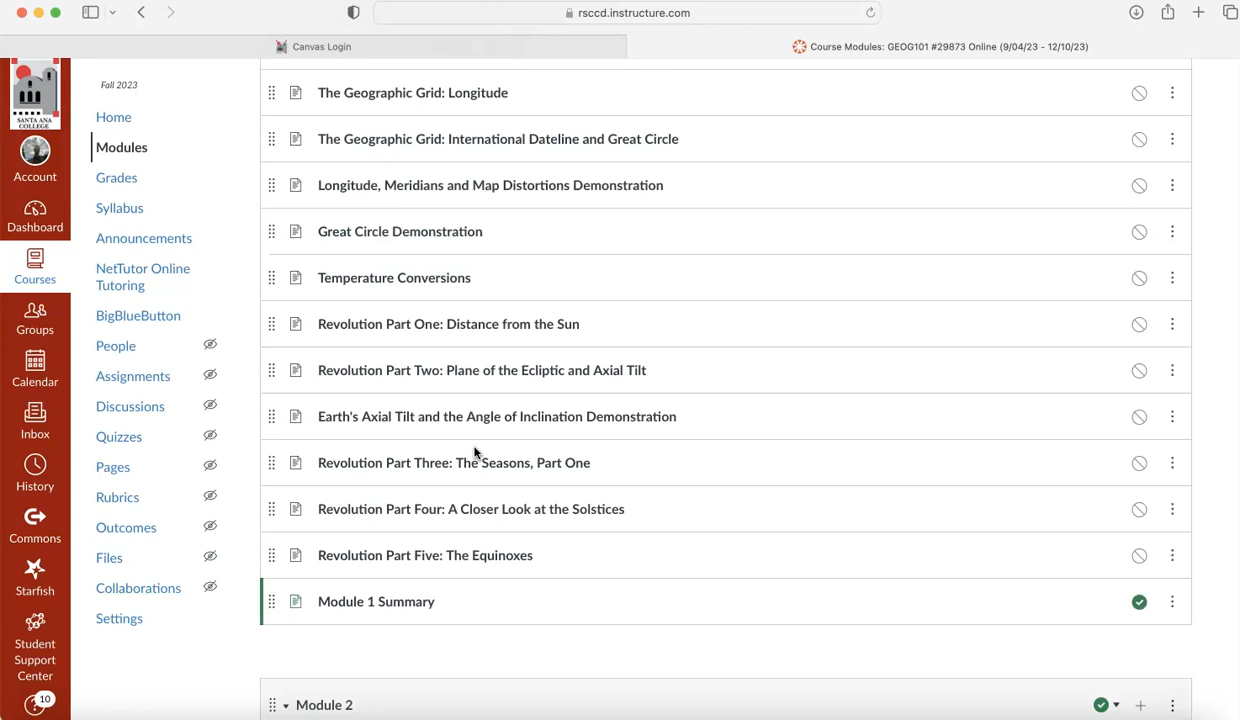 rsccd.instructure.com
Canvas Login
Course Modules: GEOG101 #29873 Online (9/04/23 - 12/10/23)
SANTA ANA
COLLEGE
Account
Dashboard
Courses
Groups
Calendar
Inbox
History
Commons
Starfish
Student
Support
Center
10
Fall 2023
Home
Modules
Grades
Syllabus
Announcements
NetTutor Online
Tutoring
BigBlueButton
People
Assignments
Discussions
Quizzes
Pages
Rubrics
Outcomes
Files
Collaborations
Settings
The Geographic Grid: Longitude
The Geographic Grid: International Dateline and Great Circle
Longitude, Meridians and Map Distortions Demonstration
Great Circle Demonstration
Temperature Conversions
Revolution Part One: Distance from the Sun
Revolution Part Two: Plane of the Ecliptic and Axial Tilt
Earth's Axial Tilt and the Angle of Inclination Demonstration
Revolution Part Three: The Seasons, Part One
Revolution Part Four: A Closer Look at the Solstices
Revolution Part Five: The Equinoxes
Module 1 Summary
Module 2